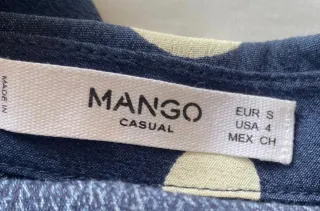 MADE IN
MANGO
CASUAL
EUR S
USA 4
MEX CH